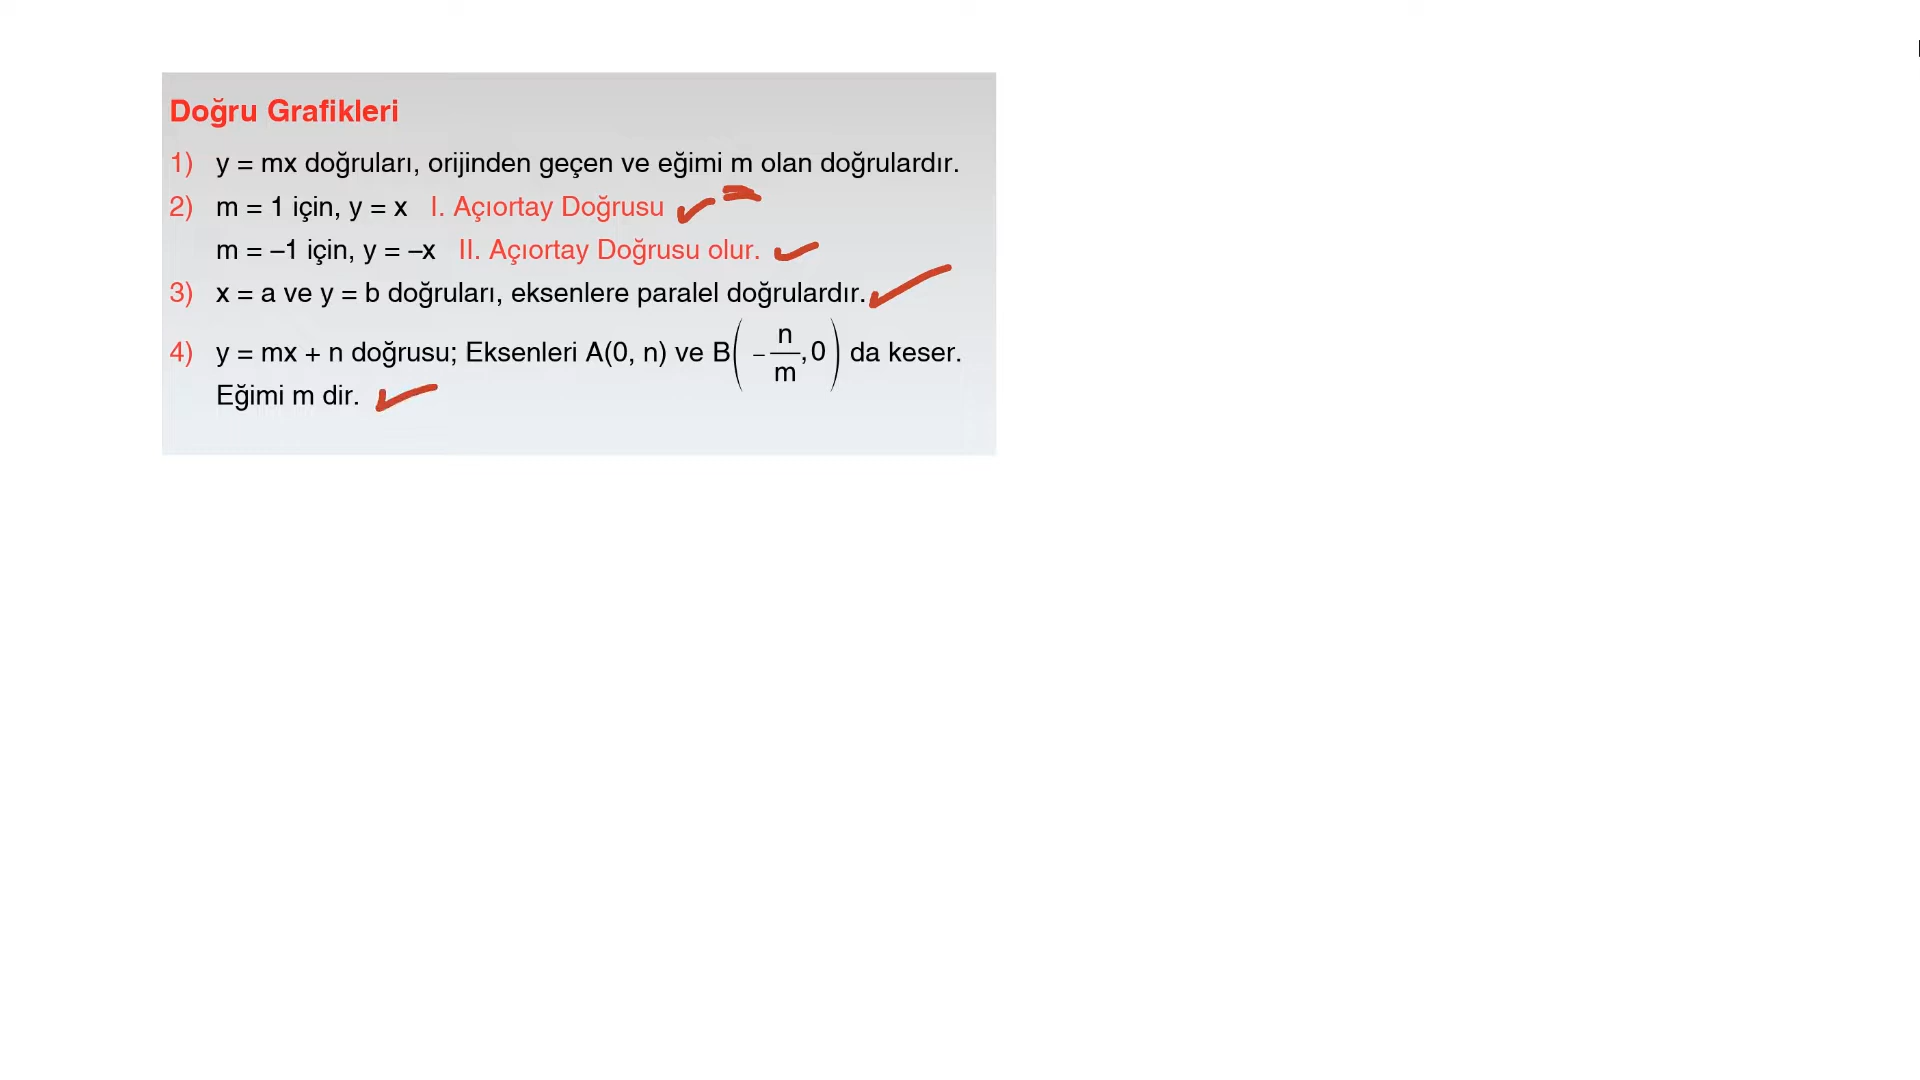 Doğru Grafikleri
1) y = mx doğruları, orijinden geçen ve eğimi m olan doğrulardır.
2) m = 1 için, y = x I. Açıortay Doğrusu
m = –1 için, y = –x II. Açıortay Doğrusu olur.
3) x = a ve y = b doğruları, eksenlere paralel doğrulardır.
4) y = mx + n doğrusu; Eksenleri A(0, n) ve B(–n/m,0) da keser.
Eğimi m dir.